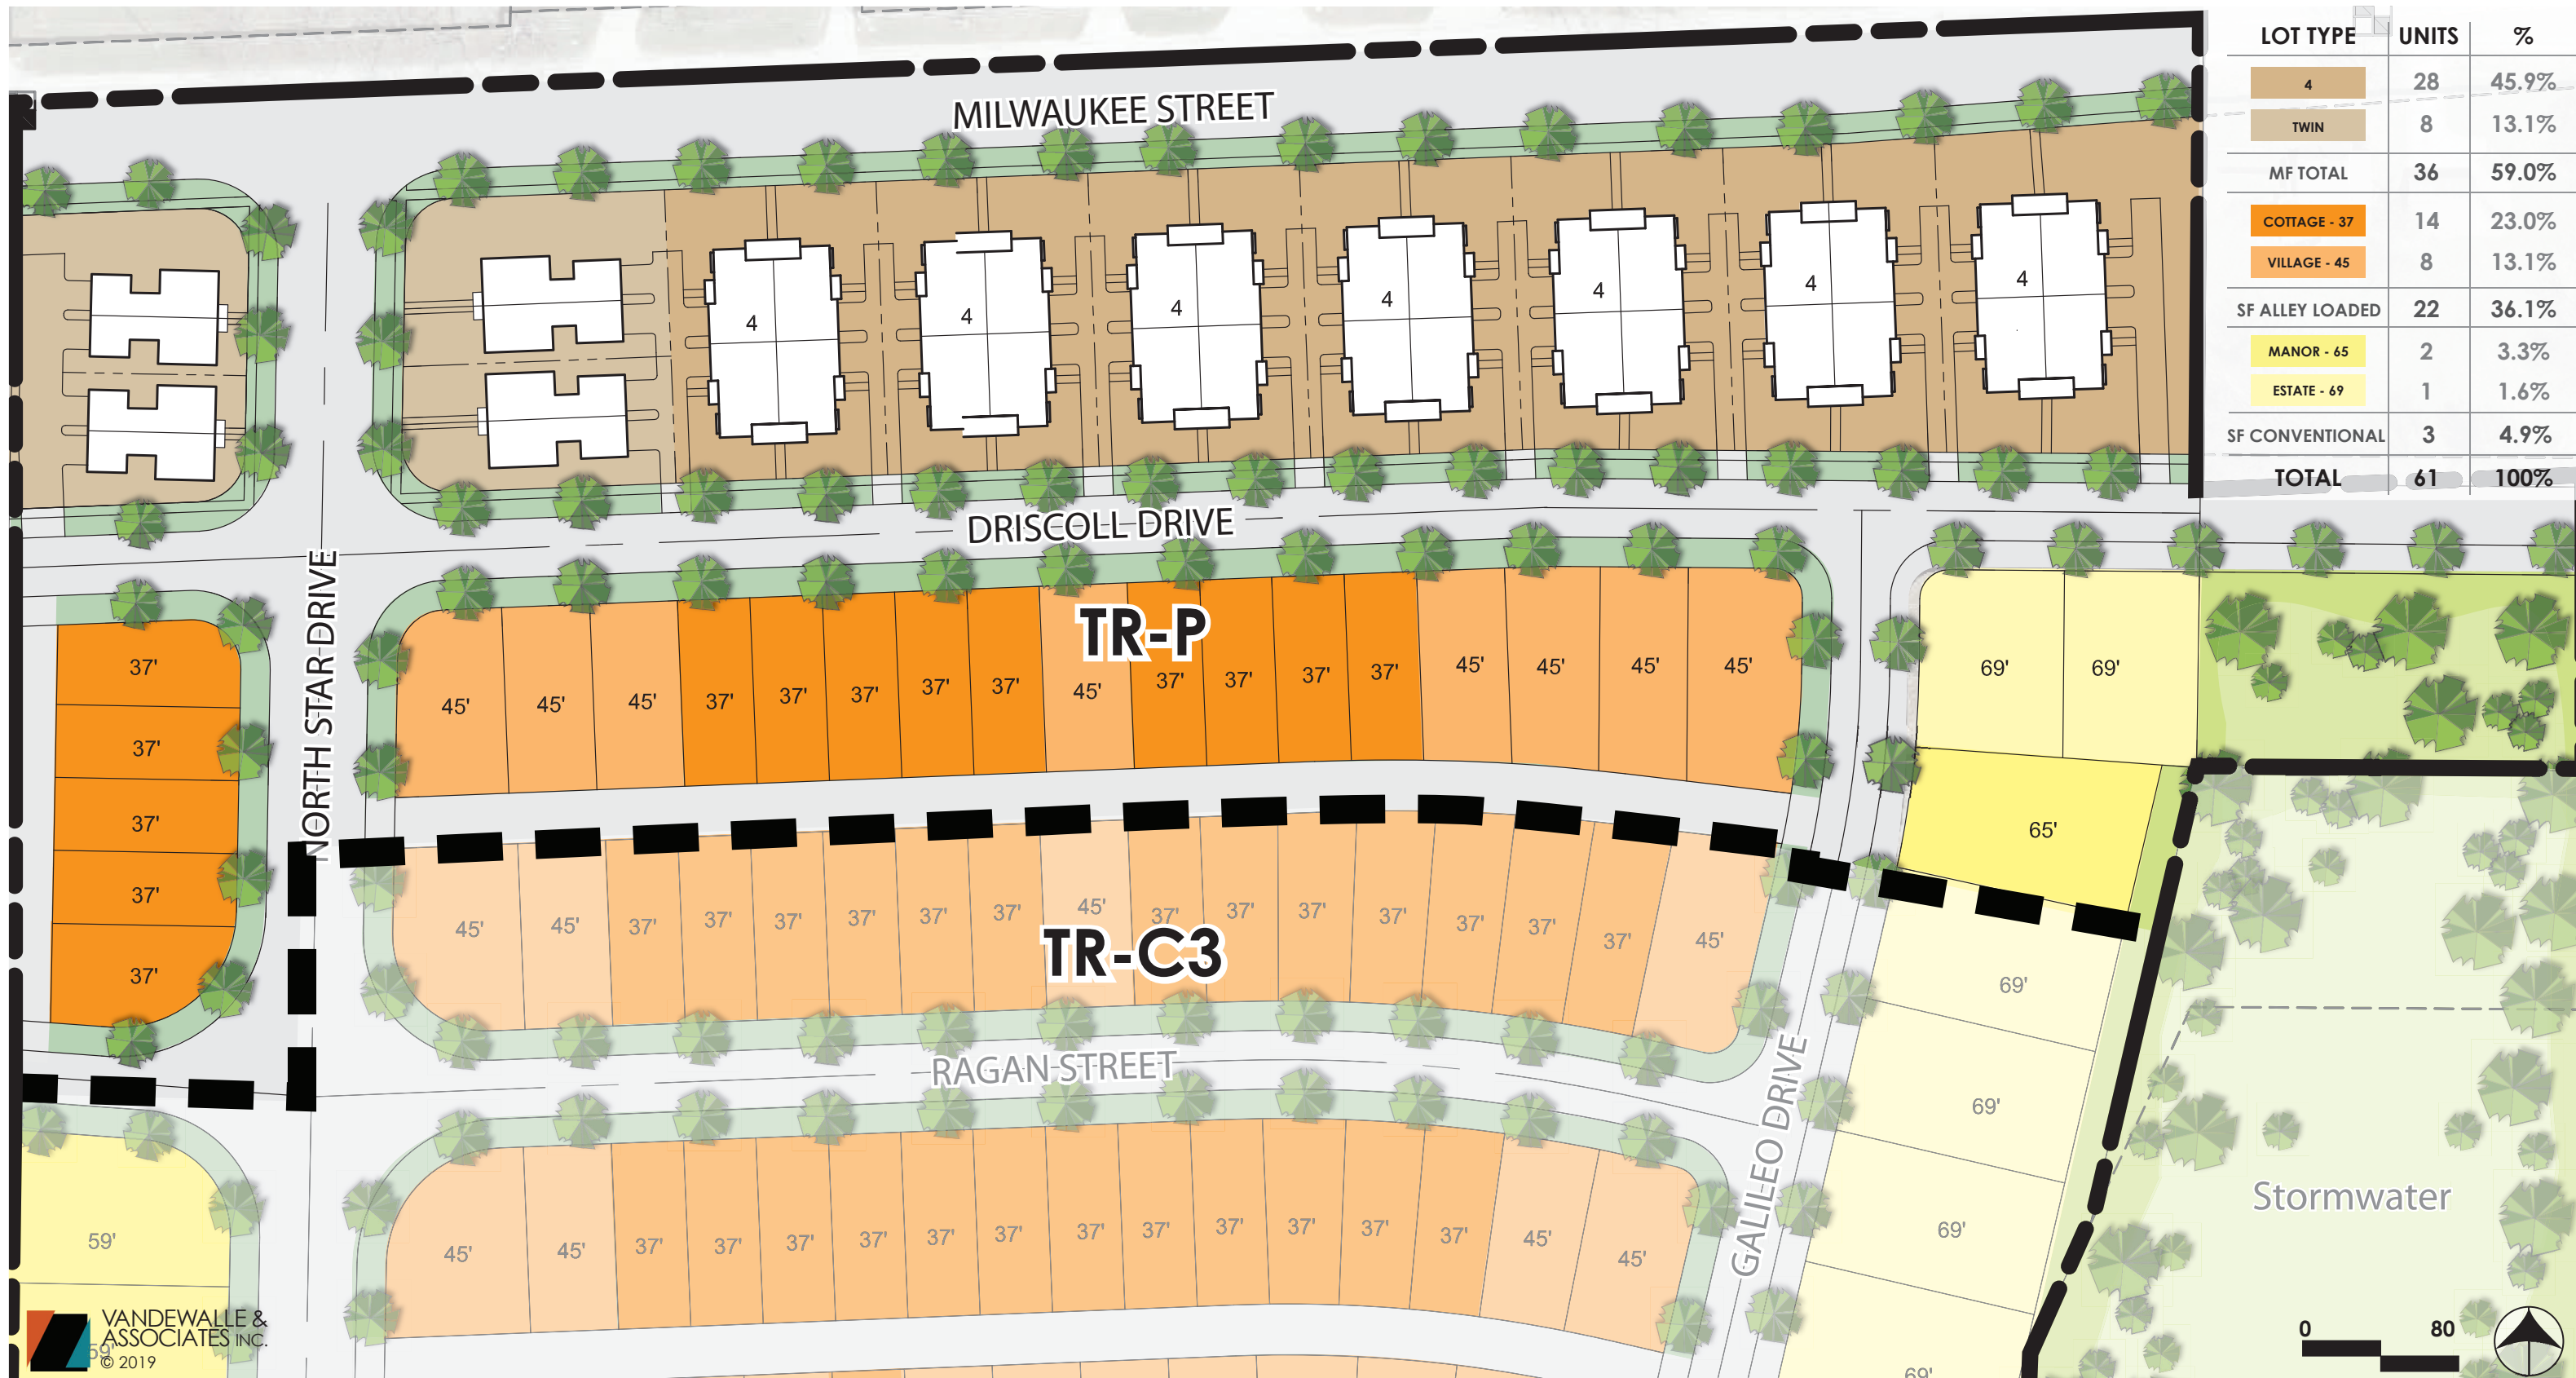 MILWAUKEE STREET
LOT TYPE UNITS %
4 28 45.9%
TWIN 8 13.1%
MF TOTAL 36 59.0%
COTTAGE - 37 14 23.0%
VILLAGE - 45 8 13.1%
SF ALLEY LOADED 22 36.1%
MANOR - 65 2 3.3%
ESTATE - 69 1 1.6%
SF CONVENTIONAL 3 4.9%
TOTAL 61 100%
4 4 4 4 4 4 4
DRISCOLL DRIVE
NORTH STAR DRIVE
TR-P
37'
37'
37'
37'
37'
45' 45' 45' 37' 37' 37' 37' 37' 45' 37' 37' 37' 37' 45' 45' 45' 45'
69' 69'
65'
45' 45' 37' 37' 37' 37' 37' 37' 45' 37' 37' 37' 37' 37' 37' 37' 45'
TR-C3
69'
69'
69'
69'
RAGAN STREET
GALILEO DRIVE
Stormwater
59'
45' 45' 37' 37' 37' 37' 37' 37' 37' 37' 37' 37' 37' 37' 45' 45'
59'
VANDEWALLE &
ASSOCIATES INC.
© 2019
0 80